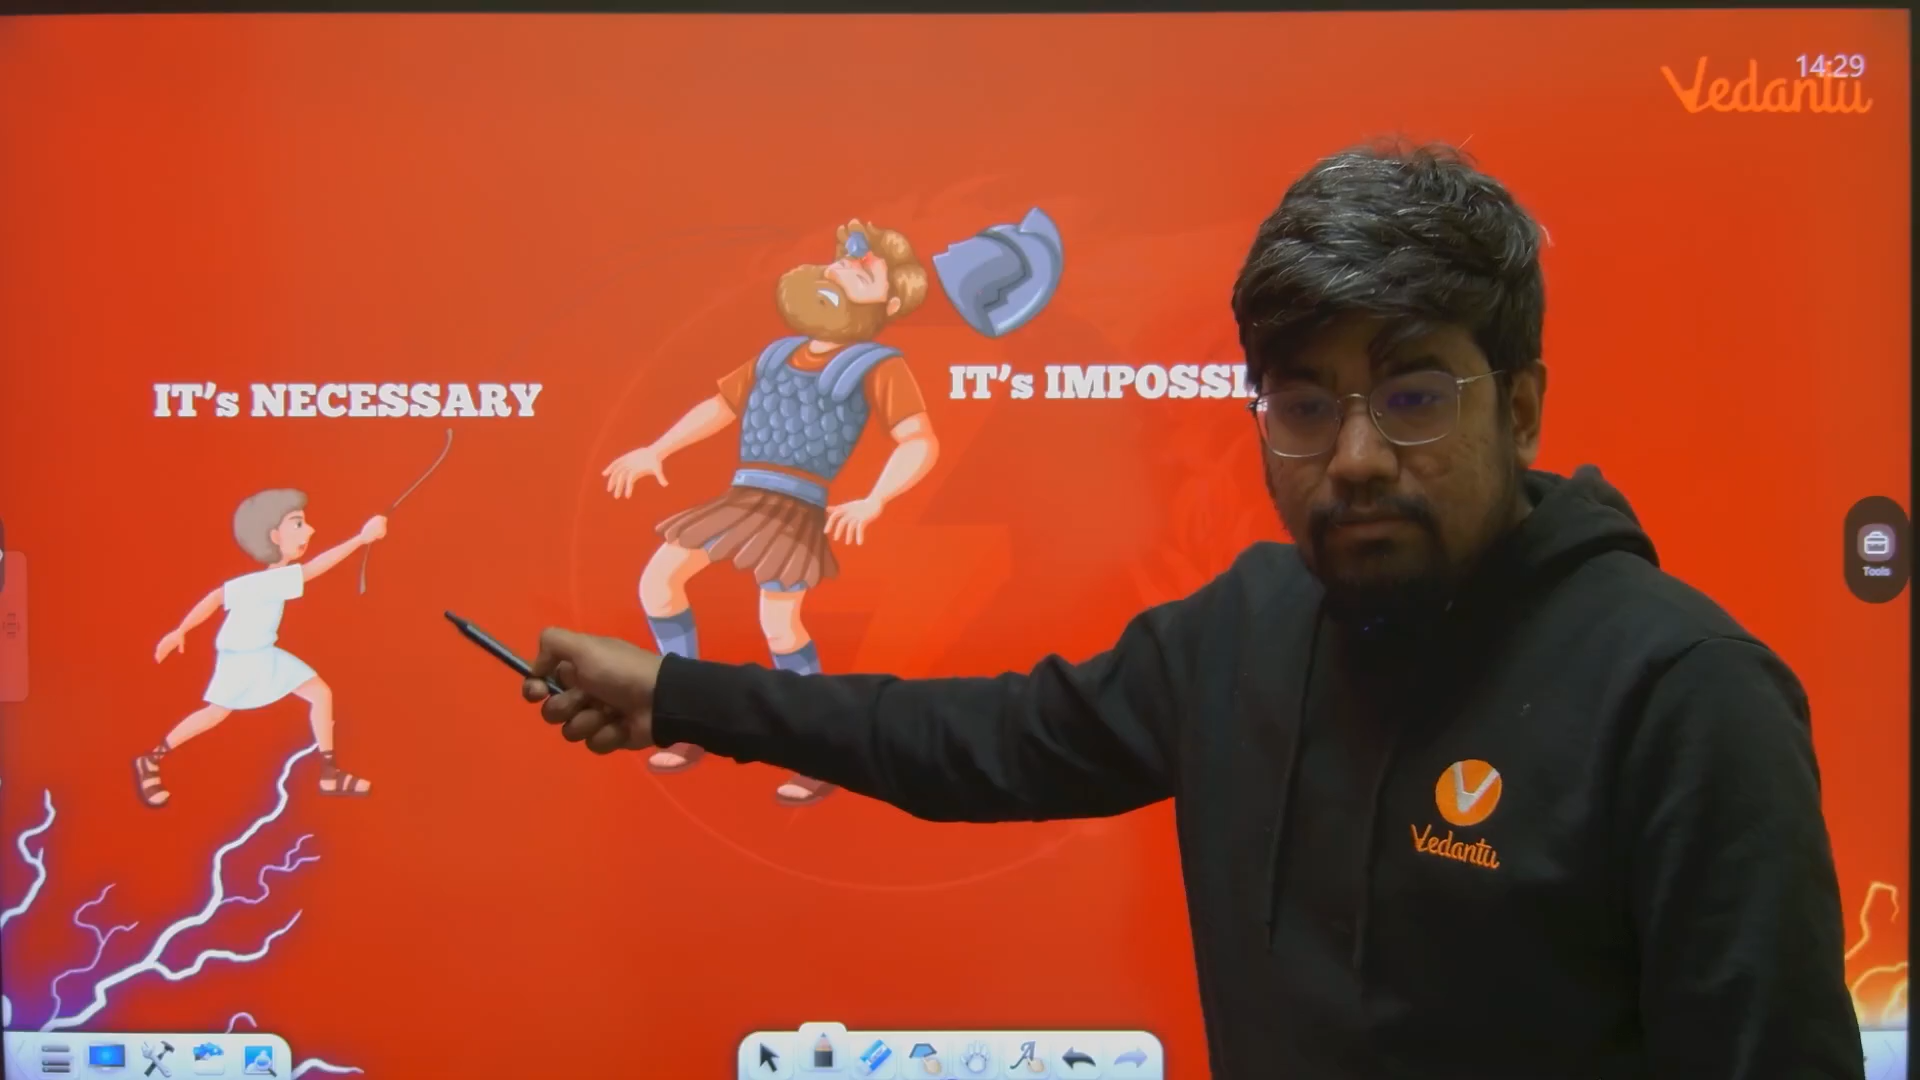 14:29
Vedantu
IT's IMPOSSI
IT's NECESSARY
Tools
Vedantu